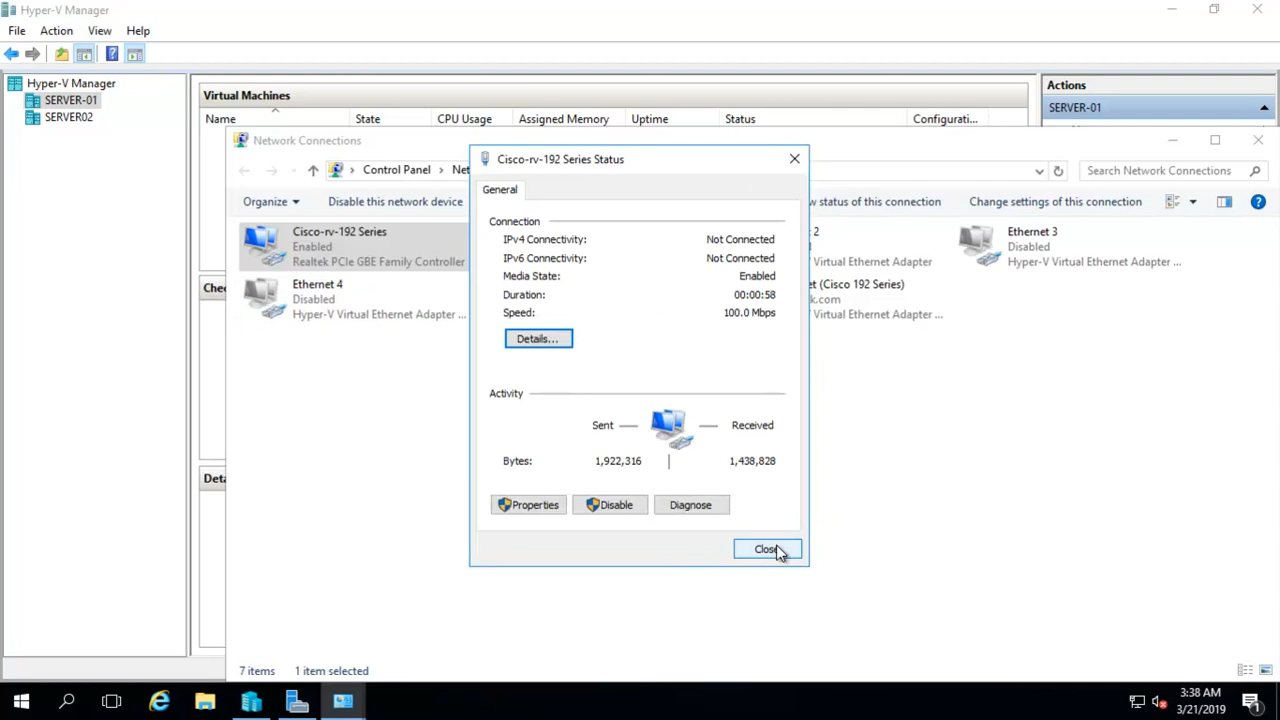 Hyper-V Manager
File Action View Help
Hyper-V Manager
SERVER-01
SERVER02
Virtual Machines
Name State CPU Usage Assigned Memory Uptime Status Configurati...
Actions
SERVER-01
Network Connections
Control Panel Net
Search Network Connections
Organize Disable this network device
w status of this connection Change settings of this connection
Cisco-rv-192 Series
Enabled
Realtek PCIe GBE Family Controller
2
Virtual Ethernet Adapter
Ethernet 3
Disabled
Hyper-V Virtual Ethernet Adapter ...
Ethernet 4
Disabled
Hyper-V Virtual Ethernet Adapter ...
t (Cisco 192 Series)
k.com
Virtual Ethernet Adapter ...
Chec
Deta
Cisco-rv-192 Series Status
General
Connection
IPv4 Connectivity: Not Connected
IPv6 Connectivity: Not Connected
Media State: Enabled
Duration: 00:00:58
Speed: 100.0 Mbps
Details...
Activity
Sent Received
Bytes: 1,922,316 1,438,828
Properties Disable Diagnose
Close
7 items 1 item selected
3:38 AM
3/21/2019
1